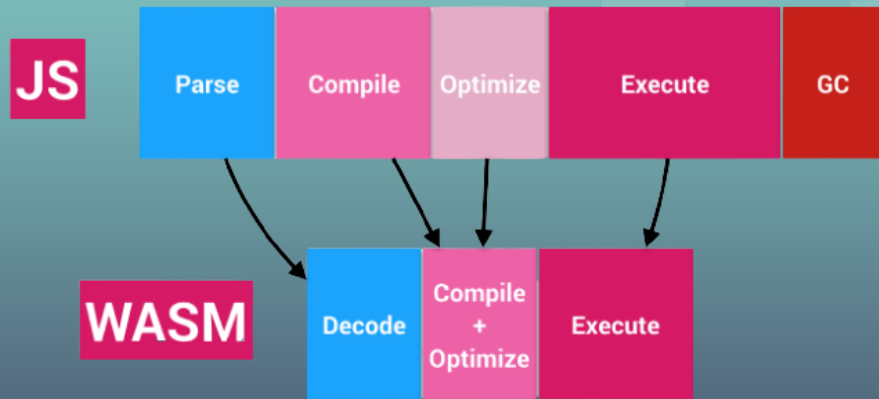 JS
Parse
Compile
Optimize
Execute
GC
WASM
Decode
Compile
+
Optimize
Execute